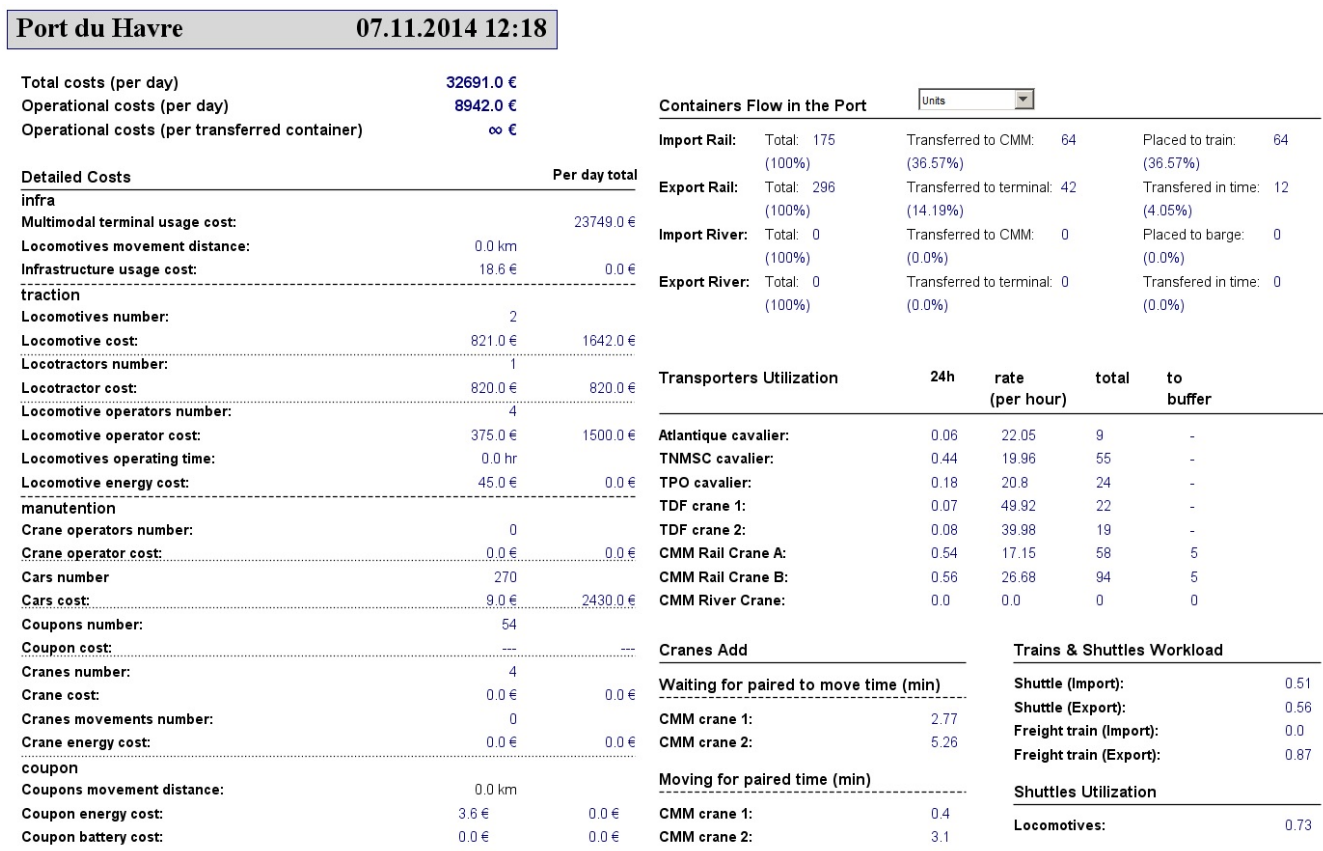 Port du Havre 07.11.2014 12:18
Total costs (per day) 32691.0 €
Operational costs (per day) 8942.0 €
Operational costs (per transferred container) ∞ €
Detailed Costs Per day total
infra
Multimodal terminal usage cost: 23749.0 €
Locomotives movement distance: 0.0 km
Infrastructure usage cost: 18.6 € 0.0 €
traction
Locomotives number: 2
Locomotive cost: 821.0 € 1642.0 €
Locotractors number: 1
Locotractor cost: 820.0 € 820.0 €
Locomotive operators number: 4
Locomotive operator cost: 375.0 € 1500.0 €
Locomotives operating time: 0.0 hr
Locomotive energy cost: 45.0 € 0.0 €
manutention
Crane operators number: 0
Crane operator cost: 0.0 € 0.0 €
Cars number 270
Cars cost: 9.0 € 2430.0 €
Coupons number: 54
Coupon cost: --- ---
Cranes number: 4
Crane cost: 0.0 € 0.0 €
Cranes movements number: 0
Crane energy cost: 0.0 € 0.0 €
coupon
Coupons movement distance: 0.0 km
Coupon energy cost: 3.6 € 0.0 €
Coupon battery cost: 0.0 € 0.0 €
Containers Flow in the Port Units
Import Rail: Total: 175 Transferred to CMM: 64 Placed to train: 64
(100%) (36.57%) (36.57%)
Export Rail: Total: 296 Transferred to terminal: 42 Transfered in time: 12
(100%) (14.19%) (4.05%)
Import River: Total: 0 Transferred to CMM: 0 Placed to barge: 0
(100%) (0.0%) (0.0%)
Export River: Total: 0 Transferred to terminal: 0 Transfered in time: 0
(100%) (0.0%) (0.0%)
Transporters Utilization 24h rate total to
(per hour) buffer
Atlantique cavalier: 0.06 22.05 9 -
TNMSC cavalier: 0.44 19.96 55 -
TPO cavalier: 0.18 20.8 24 -
TDF crane 1: 0.07 49.92 22 -
TDF crane 2: 0.08 39.98 19 -
CMM Rail Crane A: 0.54 17.15 58 5
CMM Rail Crane B: 0.56 26.68 94 5
CMM River Crane: 0.0 0.0 0 0
Cranes Add
Waiting for paired to move time (min)
CMM crane 1: 2.77
CMM crane 2: 5.26
Moving for paired time (min)
CMM crane 1: 0.4
CMM crane 2: 3.1
Trains & Shuttles Workload
Shuttle (Import): 0.51
Shuttle (Export): 0.56
Freight train (Import): 0.0
Freight train (Export): 0.87
Shuttles Utilization
Locomotives: 0.73